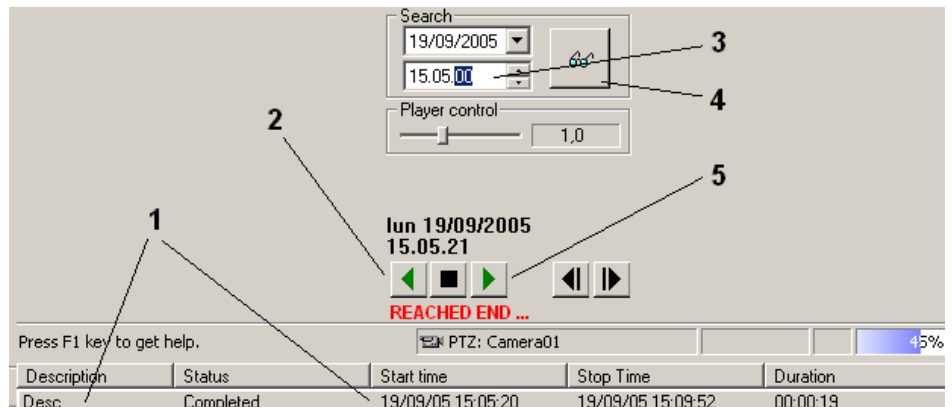 Search
19/09/2005
3
15.05.00
4
Player control
2
1,0
5
lun 19/09/2005
1
15.05.21
REACHED END ...
Press F1 key to get help.
PTZ: Camera01
45%
Description Status Start time Stop Time Duration
Desc Completed 19/09/05 15:05:20 19/09/05 15:09:52 00:00:19